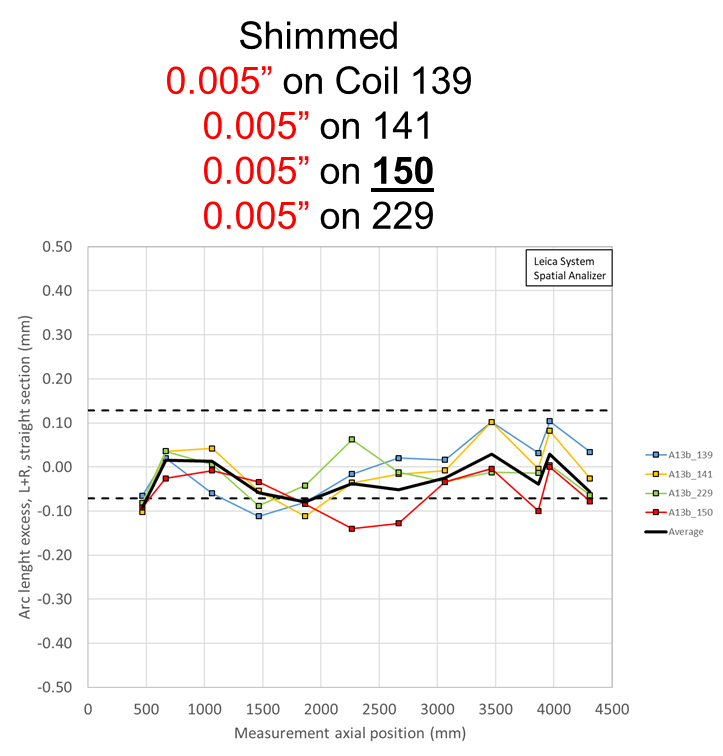 Shimmed
0.005” on Coil 139
0.005” on 141
0.005” on 150
0.005” on 229
Leica System
Spatial Analizer
0.50
0.40
0.30
0.20
0.10
0.00
-0.10
-0.20
-0.30
-0.40
-0.50
Arc lenght excess, L+R, straight section (mm)
0 500 1000 1500 2000 2500 3000 3500 4000 4500
Measurement axial position (mm)
A13b_139
A13b_141
A13b_229
A13b_150
Average